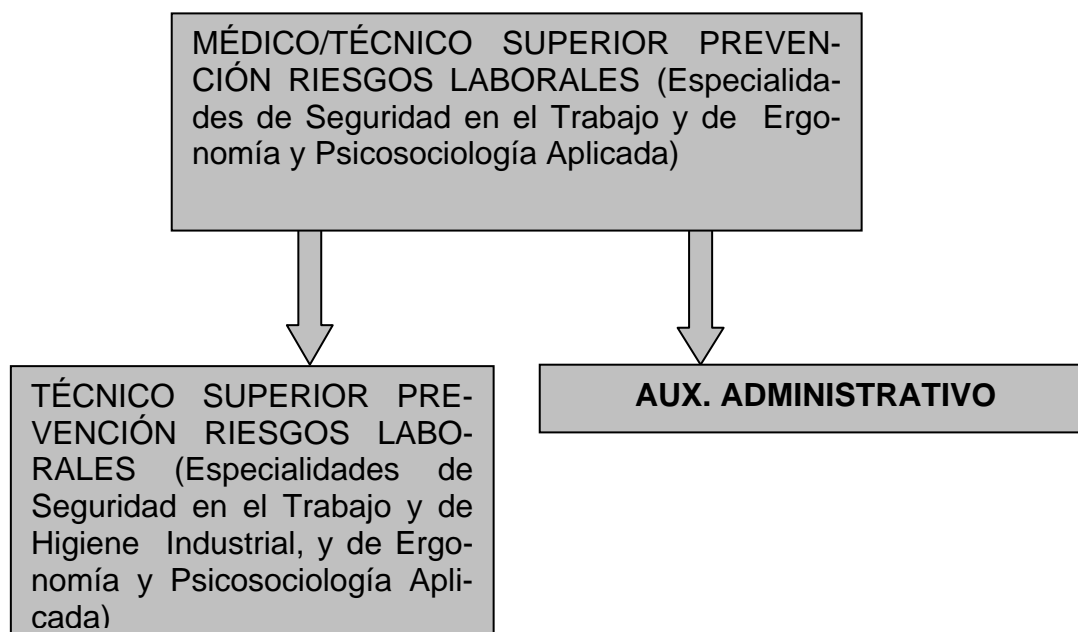 MÉDICO/TÉCNICO SUPERIOR PREVEN-
CIÓN RIESGOS LABORALES (Especialida-
des de Seguridad en el Trabajo y de Ergo-
nomía y Psicosociología Aplicada)
TÉCNICO SUPERIOR PRE-
VENCIÓN RIESGOS LABO-
RALES (Especialidades de
Seguridad en el Trabajo y de
Higiene Industrial, y de Ergo-
nomía y Psicosociología Apli-
cada)
AUX. ADMINISTRATIVO